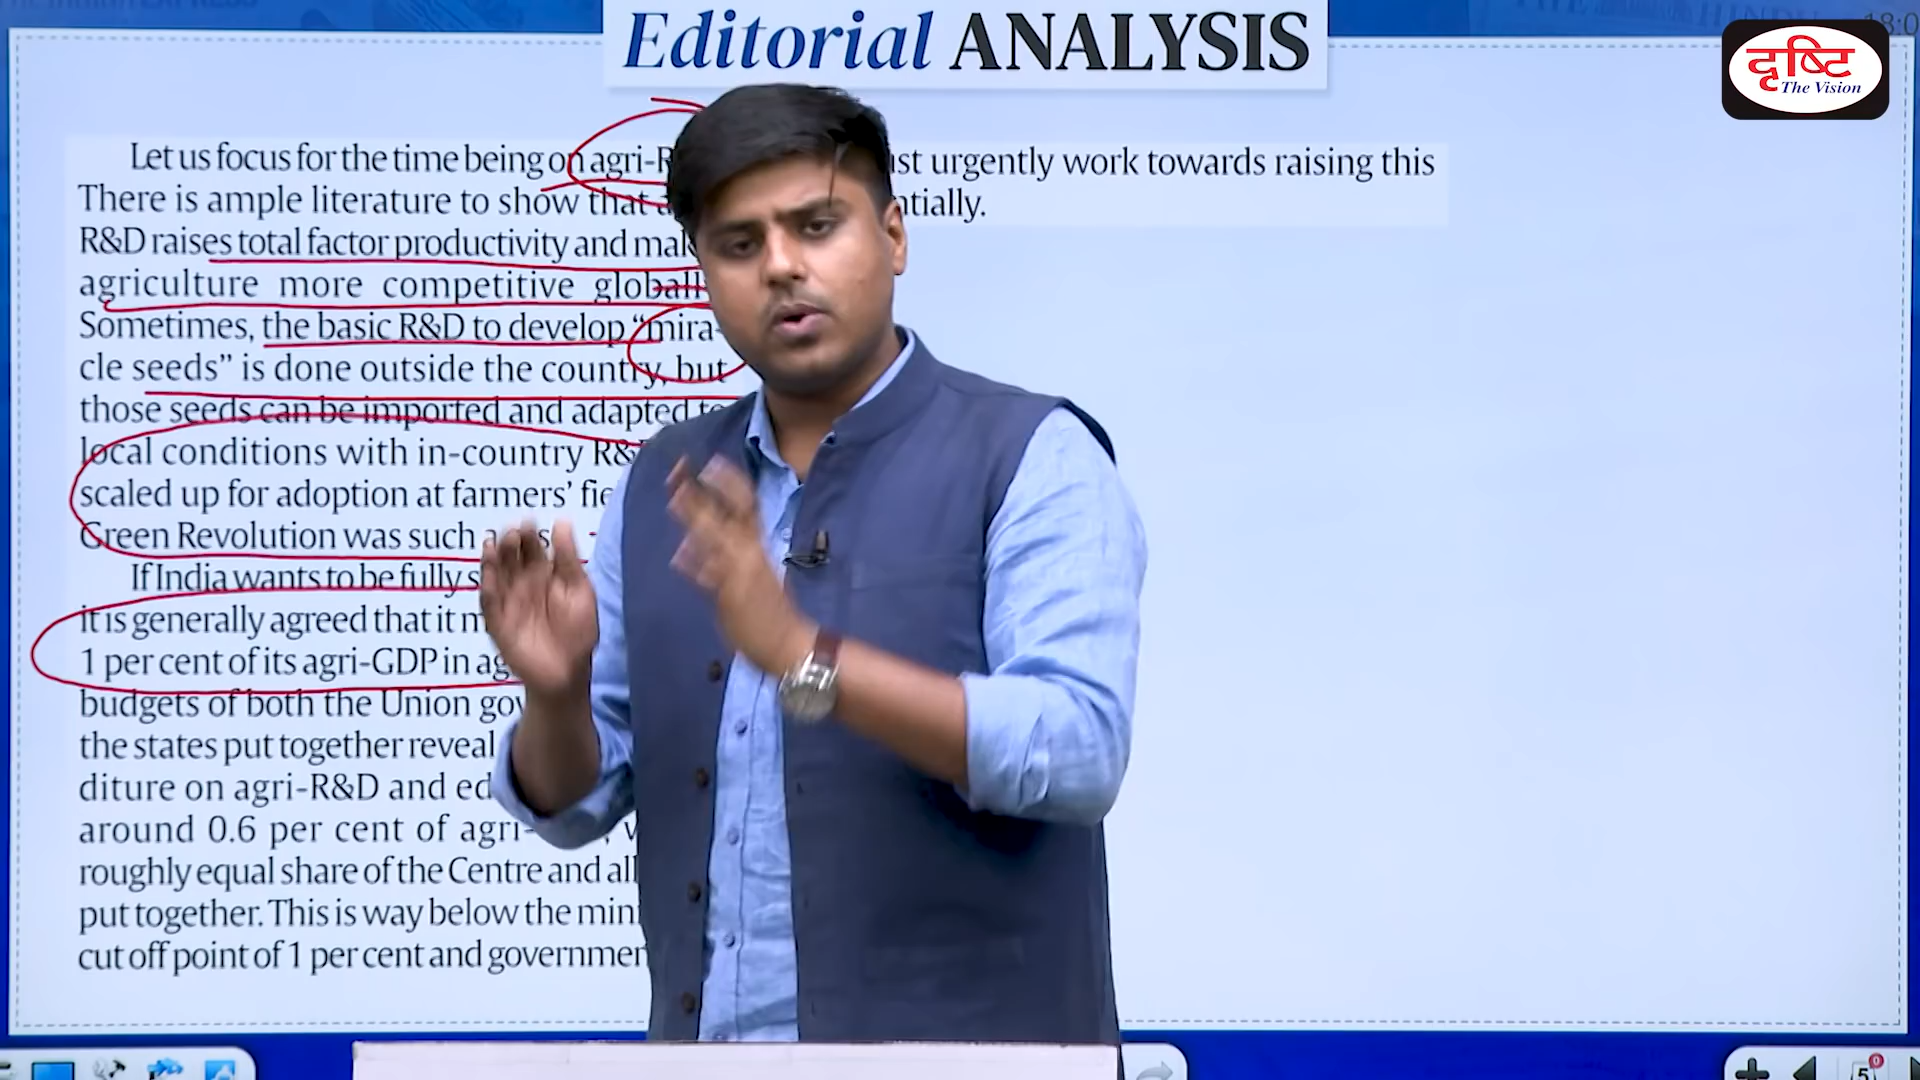 Editorial ANALYSIS
दृष्टि
The Vision
Let us focus for the time being on agri-R
There is ample literature to show that
R&D raises total factor productivity and mak
agriculture more competitive globall
Sometimes, the basic R&D to develop “mira-
cle seeds” is done outside the country, but
those seeds can be imported and adapted to
local conditions with in-country R&
scaled up for adoption at farmers’ fie
Green Revolution was such a
If India wants to be fully s
it is generally agreed that it m
1 per cent of its agri-GDP in ag
budgets of both the Union gov
the states put together reveal
diture on agri-R&D and ed
around 0.6 per cent of agri-
roughly equal share of the Centre and all
put together. This is way below the mini
cut off point of 1 per cent and governmen
ust urgently work towards raising this
ntially.
5
0